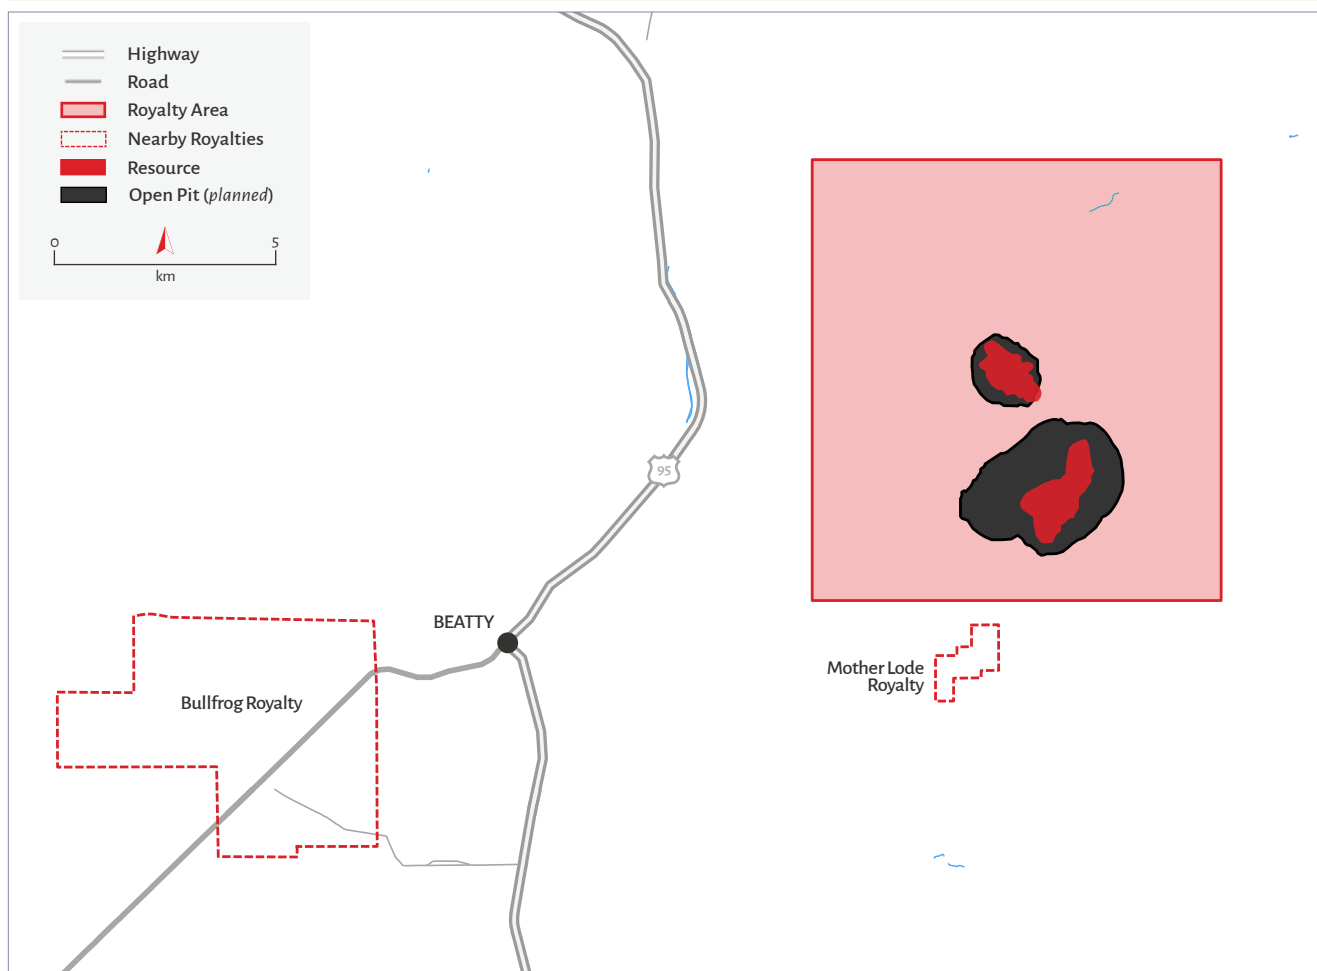 Highway
Road
Royalty Area
Nearby Royalties
Resource
Open Pit (planned)
0 5
km
95
BEATTY
Bullfrog Royalty
Mother Lode
Royalty